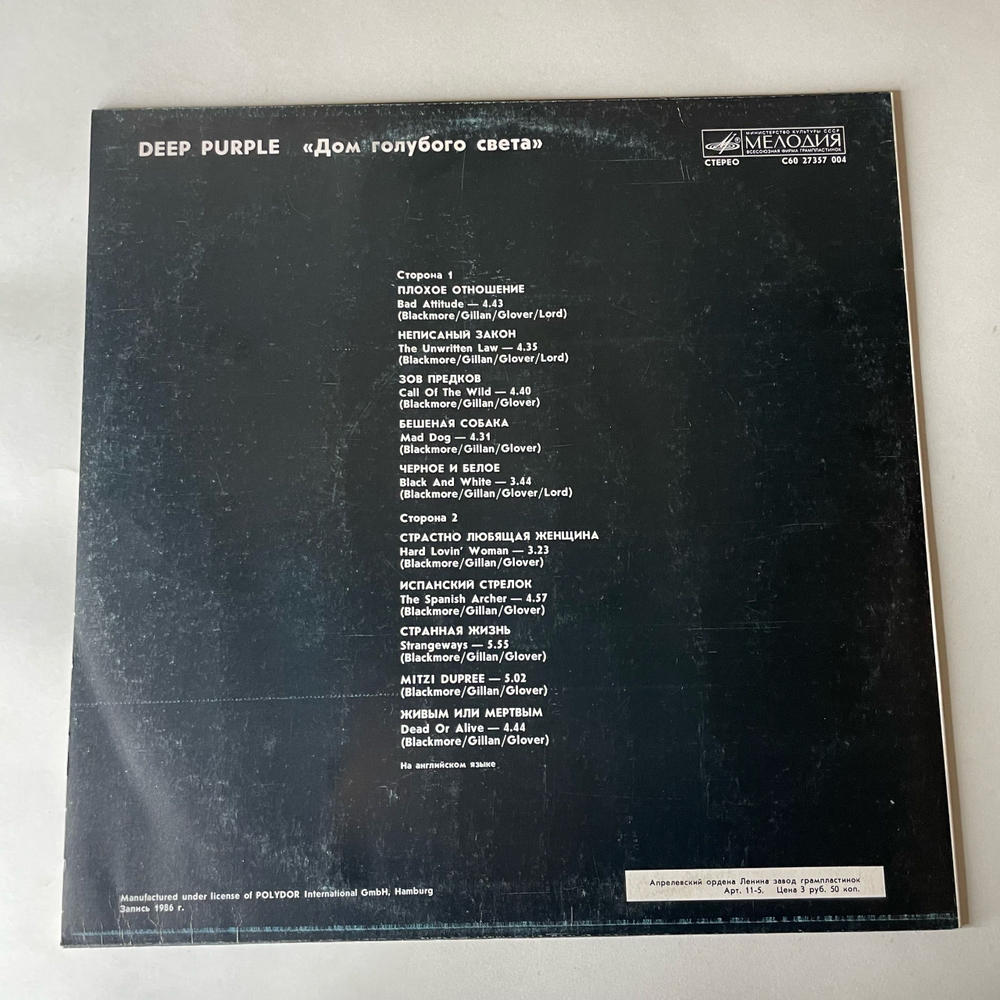 DEEP PURPLE «Дом голубого света»
МИНИСТЕРСТВО КУЛЬТУРЫ СССР
МЕЛОДИЯ
ВСЕСОЮЗНАЯ ФИРМА ГРАМПЛАСТИНОК
СТЕРЕО С60 27357 004
Сторона 1
ПЛОХОЕ ОТНОШЕНИЕ
Bad Attitude — 4.43
(Blackmore/Gillan/Glover/Lord)
НЕПИСАНЫЙ ЗАКОН
The Unwritten Law — 4.35
(Blackmore/Gillan/Glover/Lord)
ЗОВ ПРЕДКОВ
Call Of The Wild — 4.40
(Blackmore/Gillan/Glover)
БЕШЕНАЯ СОБАКА
Mad Dog — 4.31
(Blackmore/Gillan/Glover)
ЧЕРНОЕ И БЕЛОЕ
Black And White — 3.44
(Blackmore/Gillan/Glover/Lord)
Сторона 2
СТРАСТНО ЛЮБЯЩАЯ ЖЕНЩИНА
Hard Lovin' Woman — 3.23
(Blackmore/Gillan/Glover)
ИСПАНСКИЙ СТРЕЛОК
The Spanish Archer — 4.57
(Blackmore/Gillan/Glover)
СТРАННАЯ ЖИЗНЬ
Strangeways — 5.55
(Blackmore/Gillan/Glover)
MITZI DUPREE — 5.02
(Blackmore/Gillan/Glover)
ЖИВЫМ ИЛИ МЕРТВЫМ
Dead Or Alive — 4.44
(Blackmore/Gillan/Glover)
На английском языке
Manufactured under license of POLYDOR International GmbH, Hamburg
Запись 1986 г.
Апрелевский ордена Ленина завод грампластинок
Арт. 11-5. Цена 3 руб. 50 коп.